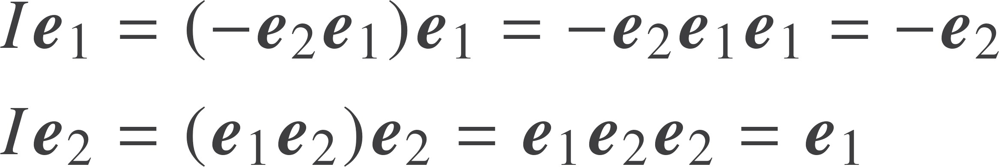 Ie₁ = (−e₂e₁)e₁ = −e₂e₁e₁ = −e₂
Ie₂ = (e₁e₂)e₂ = e₁e₂e₂ = e₁